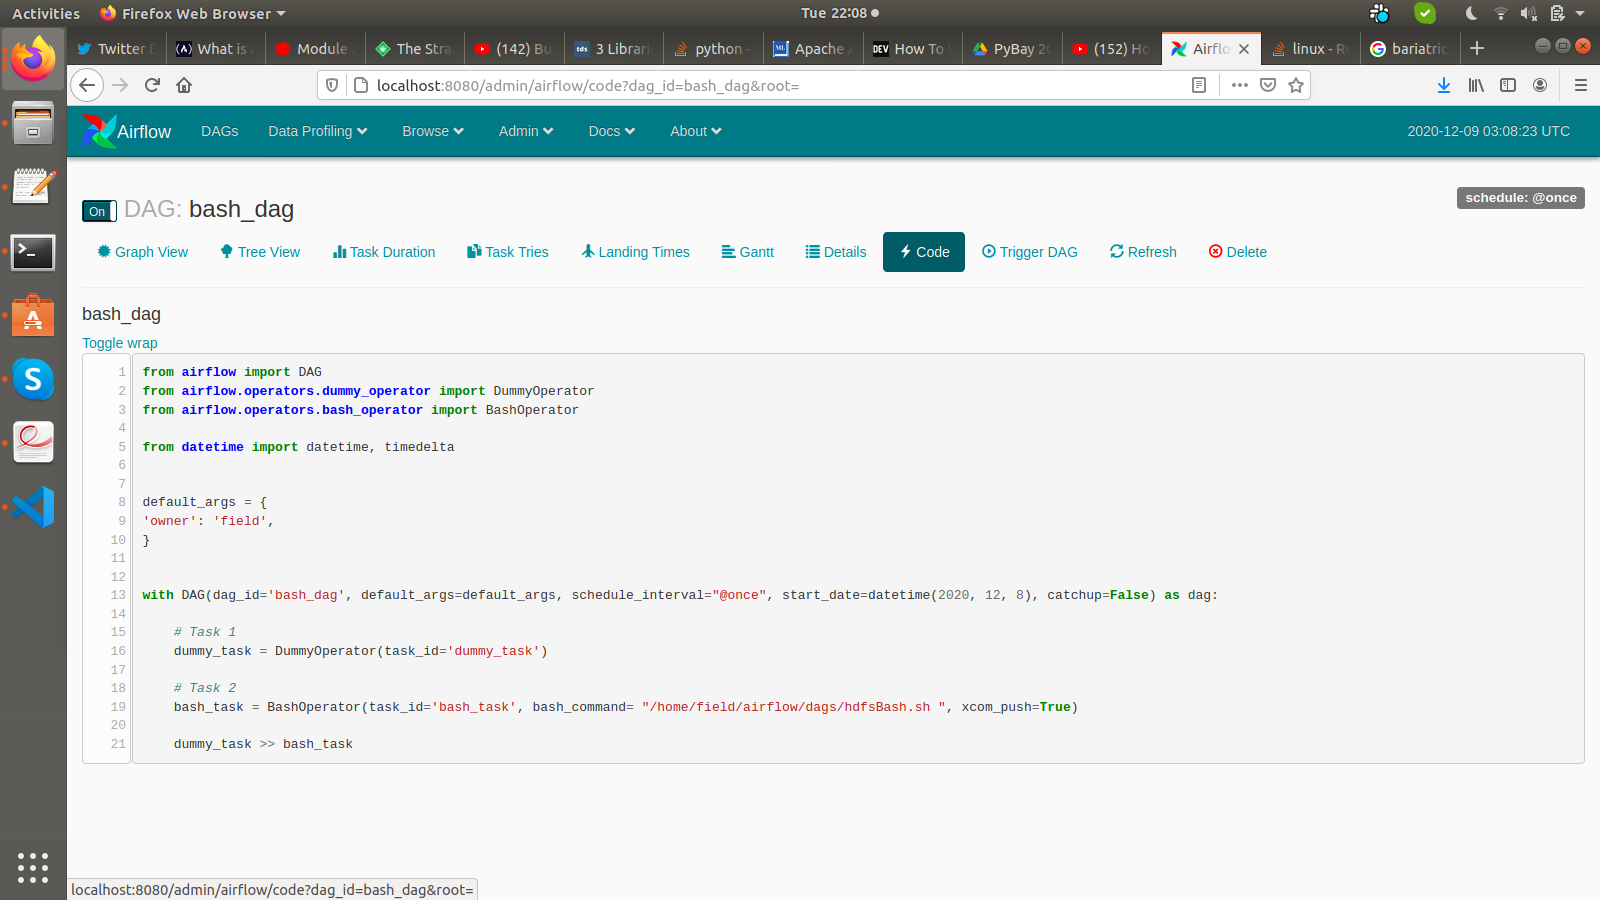 Activities Firefox Web Browser Tue 22:08
Twitter What is Module The Stra (142) Bu tds 3 Librari python - ML Apache DEV How To PyBay 20 (152) Ho Airflo linux - Ru bariatric
localhost:8080/admin/airflow/code?dag_id=bash_dag&root=
Airflow DAGs Data Profiling Browse Admin Docs About 2020-12-09 03:08:23 UTC
On DAG: bash_dag schedule: @once
Graph View Tree View Task Duration Task Tries Landing Times Gantt Details Code Trigger DAG Refresh Delete
bash_dag
Toggle wrap
1 from airflow import DAG
2 from airflow.operators.dummy_operator import DummyOperator
3 from airflow.operators.bash_operator import BashOperator
4
5 from datetime import datetime, timedelta
6
7
8 default_args = {
9 'owner': 'field',
10 }
11
12
13 with DAG(dag_id='bash_dag', default_args=default_args, schedule_interval="@once", start_date=datetime(2020, 12, 8), catchup=False) as dag:
14
15 # Task 1
16 dummy_task = DummyOperator(task_id='dummy_task')
17
18 # Task 2
19 bash_task = BashOperator(task_id='bash_task', bash_command= "/home/field/airflow/dags/hdfsBash.sh ", xcom_push=True)
20
21 dummy_task >> bash_task
localhost:8080/admin/airflow/code?dag_id=bash_dag&root=